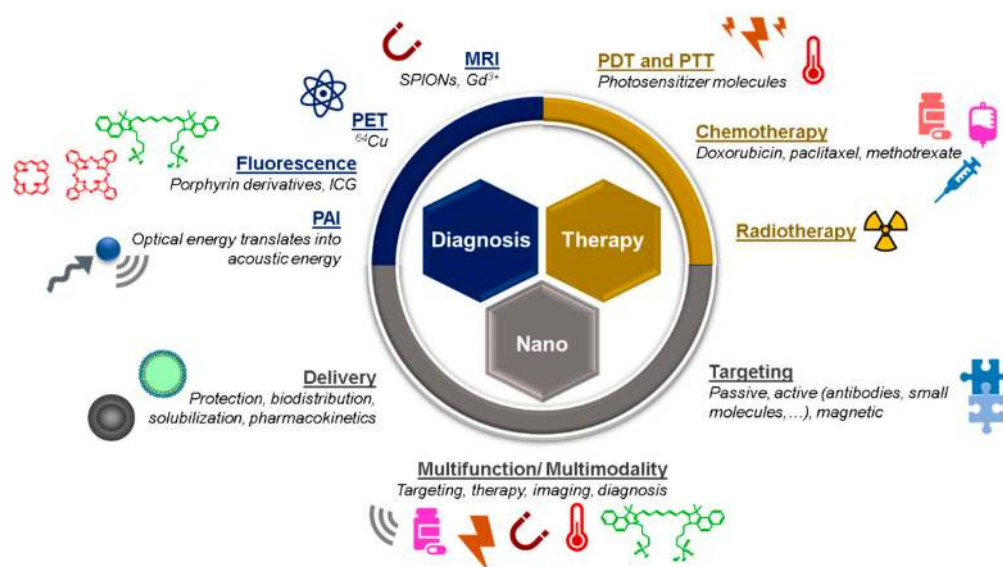 MRI
SPIONs, Gd³⁺
PET
⁶⁴Cu
Fluorescence
Porphyrin derivatives, ICG
PAI
Optical energy translates into
acoustic energy
PDT and PTT
Photosensitizer molecules
Chemotherapy
Doxorubicin, paclitaxel, methotrexate
Radiotherapy
Diagnosis
Therapy
Nano
Delivery
Protection, biodistribution,
solubilization, pharmacokinetics
Targeting
Passive, active (antibodies, small
molecules,…), magnetic
Multifunction/ Multimodality
Targeting, therapy, imaging, diagnosis